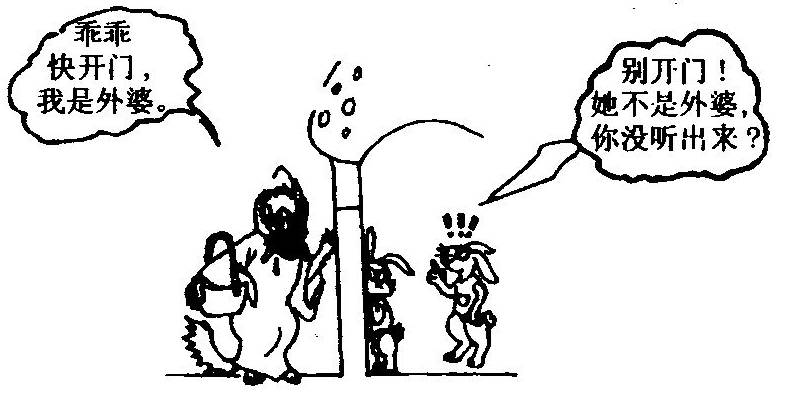 乖乖
快开门，
我是外婆。
别开门！
她不是外婆，
你没听出来？
!!!